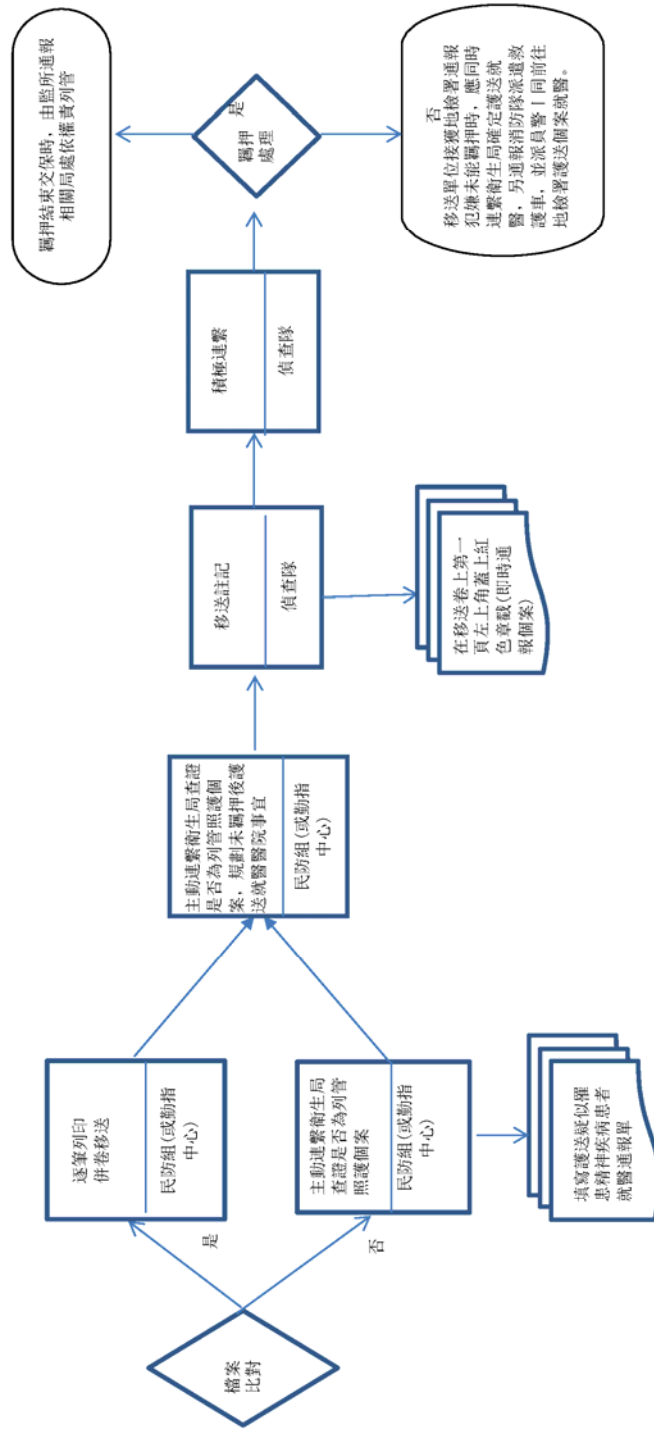 檔案
比對
是
否
逐筆列印
併卷移送
民防組(或勤指
中心)
主動連繫衛生局
查證是否為列管
照護個案
民防組(或勤指
中心)
填寫護送疑似罹
患精神疾病患者
就醫通報單
主動連繫衛生局查證
是否為列管照護個
案，規劃未羈押後護
送就醫醫院事宜
民防組(或勤指
中心)
移送註記
偵查隊
在移送卷上第一
頁左上角蓋上紅
色章戳(即時通
報個案)
積極連繫
偵查隊
是
羈押
處理
羈押結束交保時，由監所通報
相關局處依權責列管
否
移送單位接獲地檢署通報
犯嫌未能羈押時，應同時
連繫衛生局確定護送就
醫，另通報消防隊派遣救
護車，並派員警丨同前往
地檢署護送個案就醫。